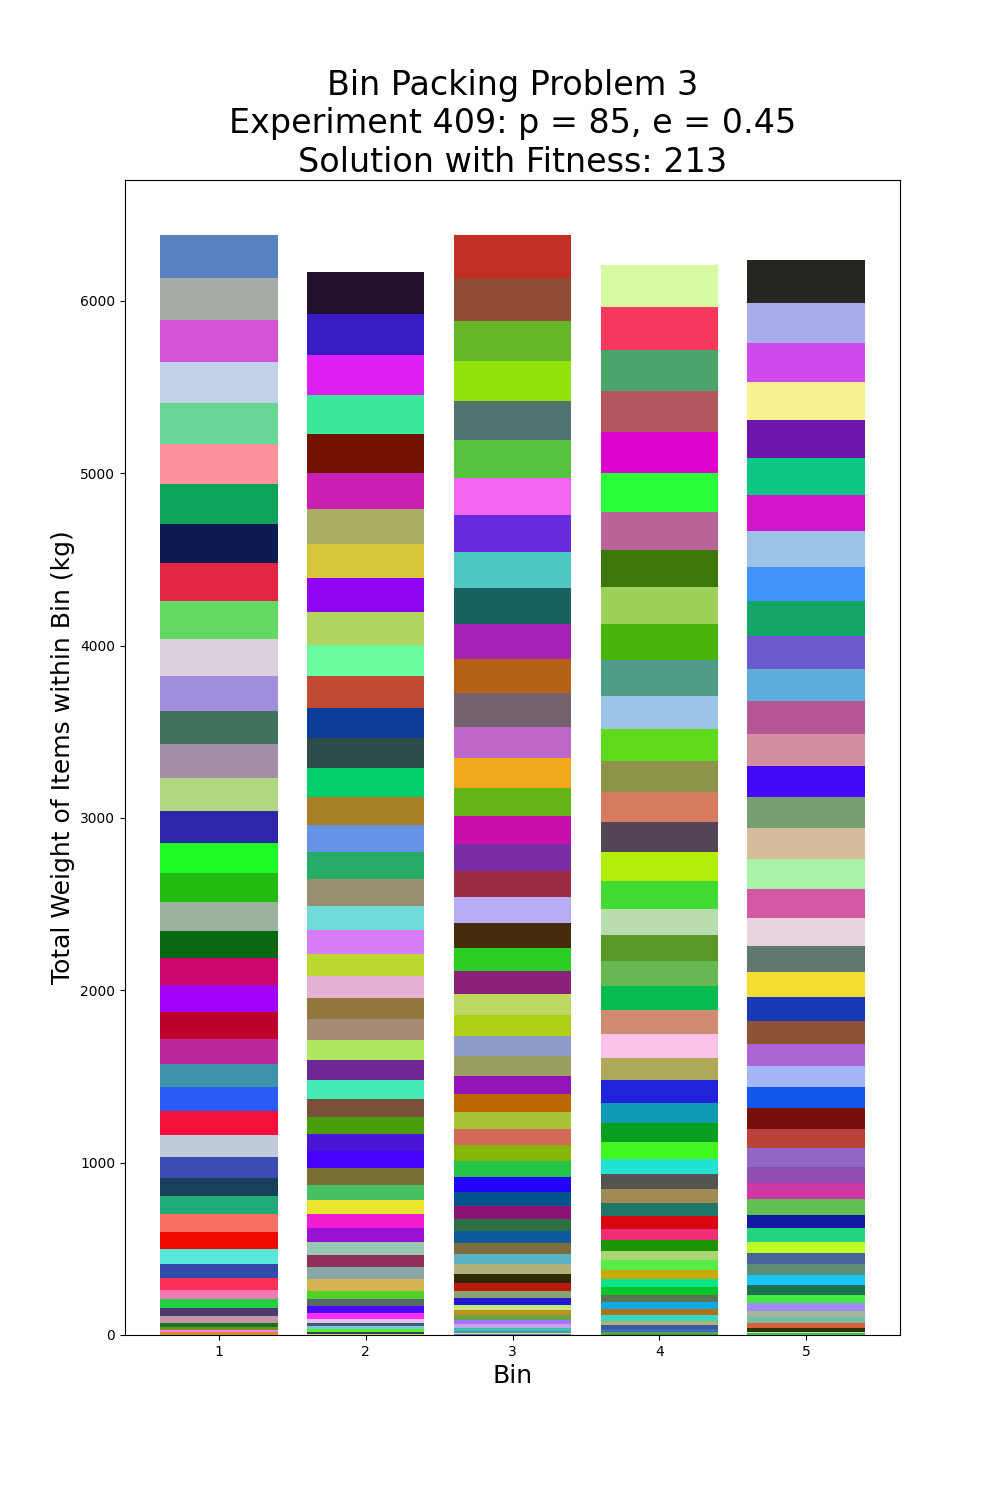 Bin Packing Problem 3
Experiment 409: p = 85, e = 0.45
Solution with Fitness: 213
Total Weight of Items within Bin (kg)
6000
5000
4000
3000
2000
1000
0
1 2 3 4 5
Bin